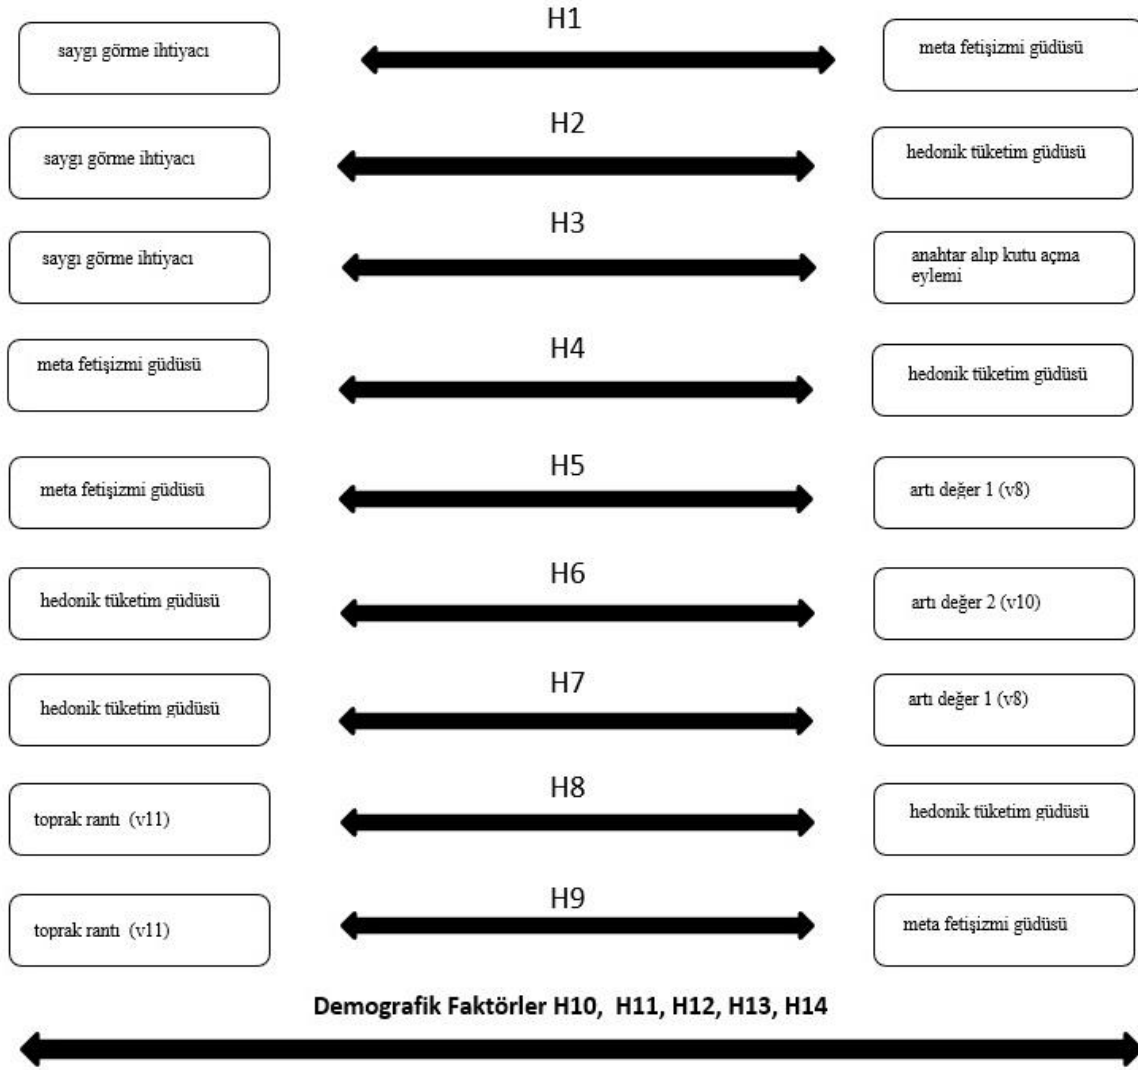 H1
saygı görme ihtiyacı
meta fetişizmi güdüsü
H2
saygı görme ihtiyacı
hedonik tüketim güdüsü
H3
saygı görme ihtiyacı
anahtar alıp kutu açma
eylemi
H4
meta fetişizmi güdüsü
hedonik tüketim güdüsü
H5
meta fetişizmi güdüsü
artı değer 1 (v8)
H6
hedonik tüketim güdüsü
artı değer 2 (v10)
H7
hedonik tüketim güdüsü
artı değer 1 (v8)
H8
toprak rantı (v11)
hedonik tüketim güdüsü
H9
toprak rantı (v11)
meta fetişizmi güdüsü
Demografik Faktörler H10, H11, H12, H13, H14